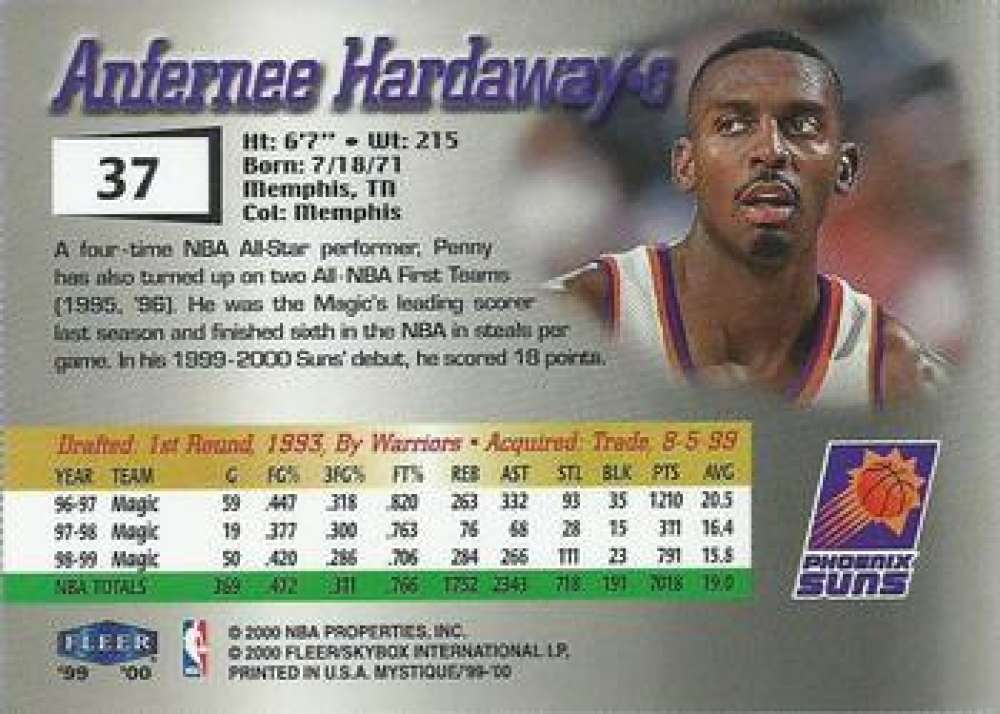 Anfernee Hardaway•G
37
Ht: 6'7" • Wt: 215
Born: 7/18/71
Memphis, TN
Col: Memphis
A four-time NBA All-Star performer, Penny
has also turned up on two All-NBA First Teams
(1995, '96). He was the Magic's leading scorer
last season and finished sixth in the NBA in steals per
game. In his 1999-2000 Suns' debut, he scored 18 points.
Drafted: 1st Round, 1993, By Warriors • Acquired: Trade, 8-5-99
YEAR TEAM G FG% 3FG% FT% REB AST STL BLK PTS AVG
96-97 Magic 59 .447 .318 .820 263 332 93 35 1210 20.5
97-98 Magic 19 .377 .300 .763 76 68 28 15 311 16.4
98-99 Magic 50 .420 .286 .706 284 266 111 23 791 15.8
NBA TOTALS 369 .472 .311 .766 1752 2343 718 191 7018 19.0
PHOENIX
SUNS
FLEER
'99 '00
© 2000 NBA PROPERTIES, INC.
© 2000 FLEER/SKYBOX INTERNATIONAL LP.
PRINTED IN U.S.A. MYSTIQUE/'99-'00